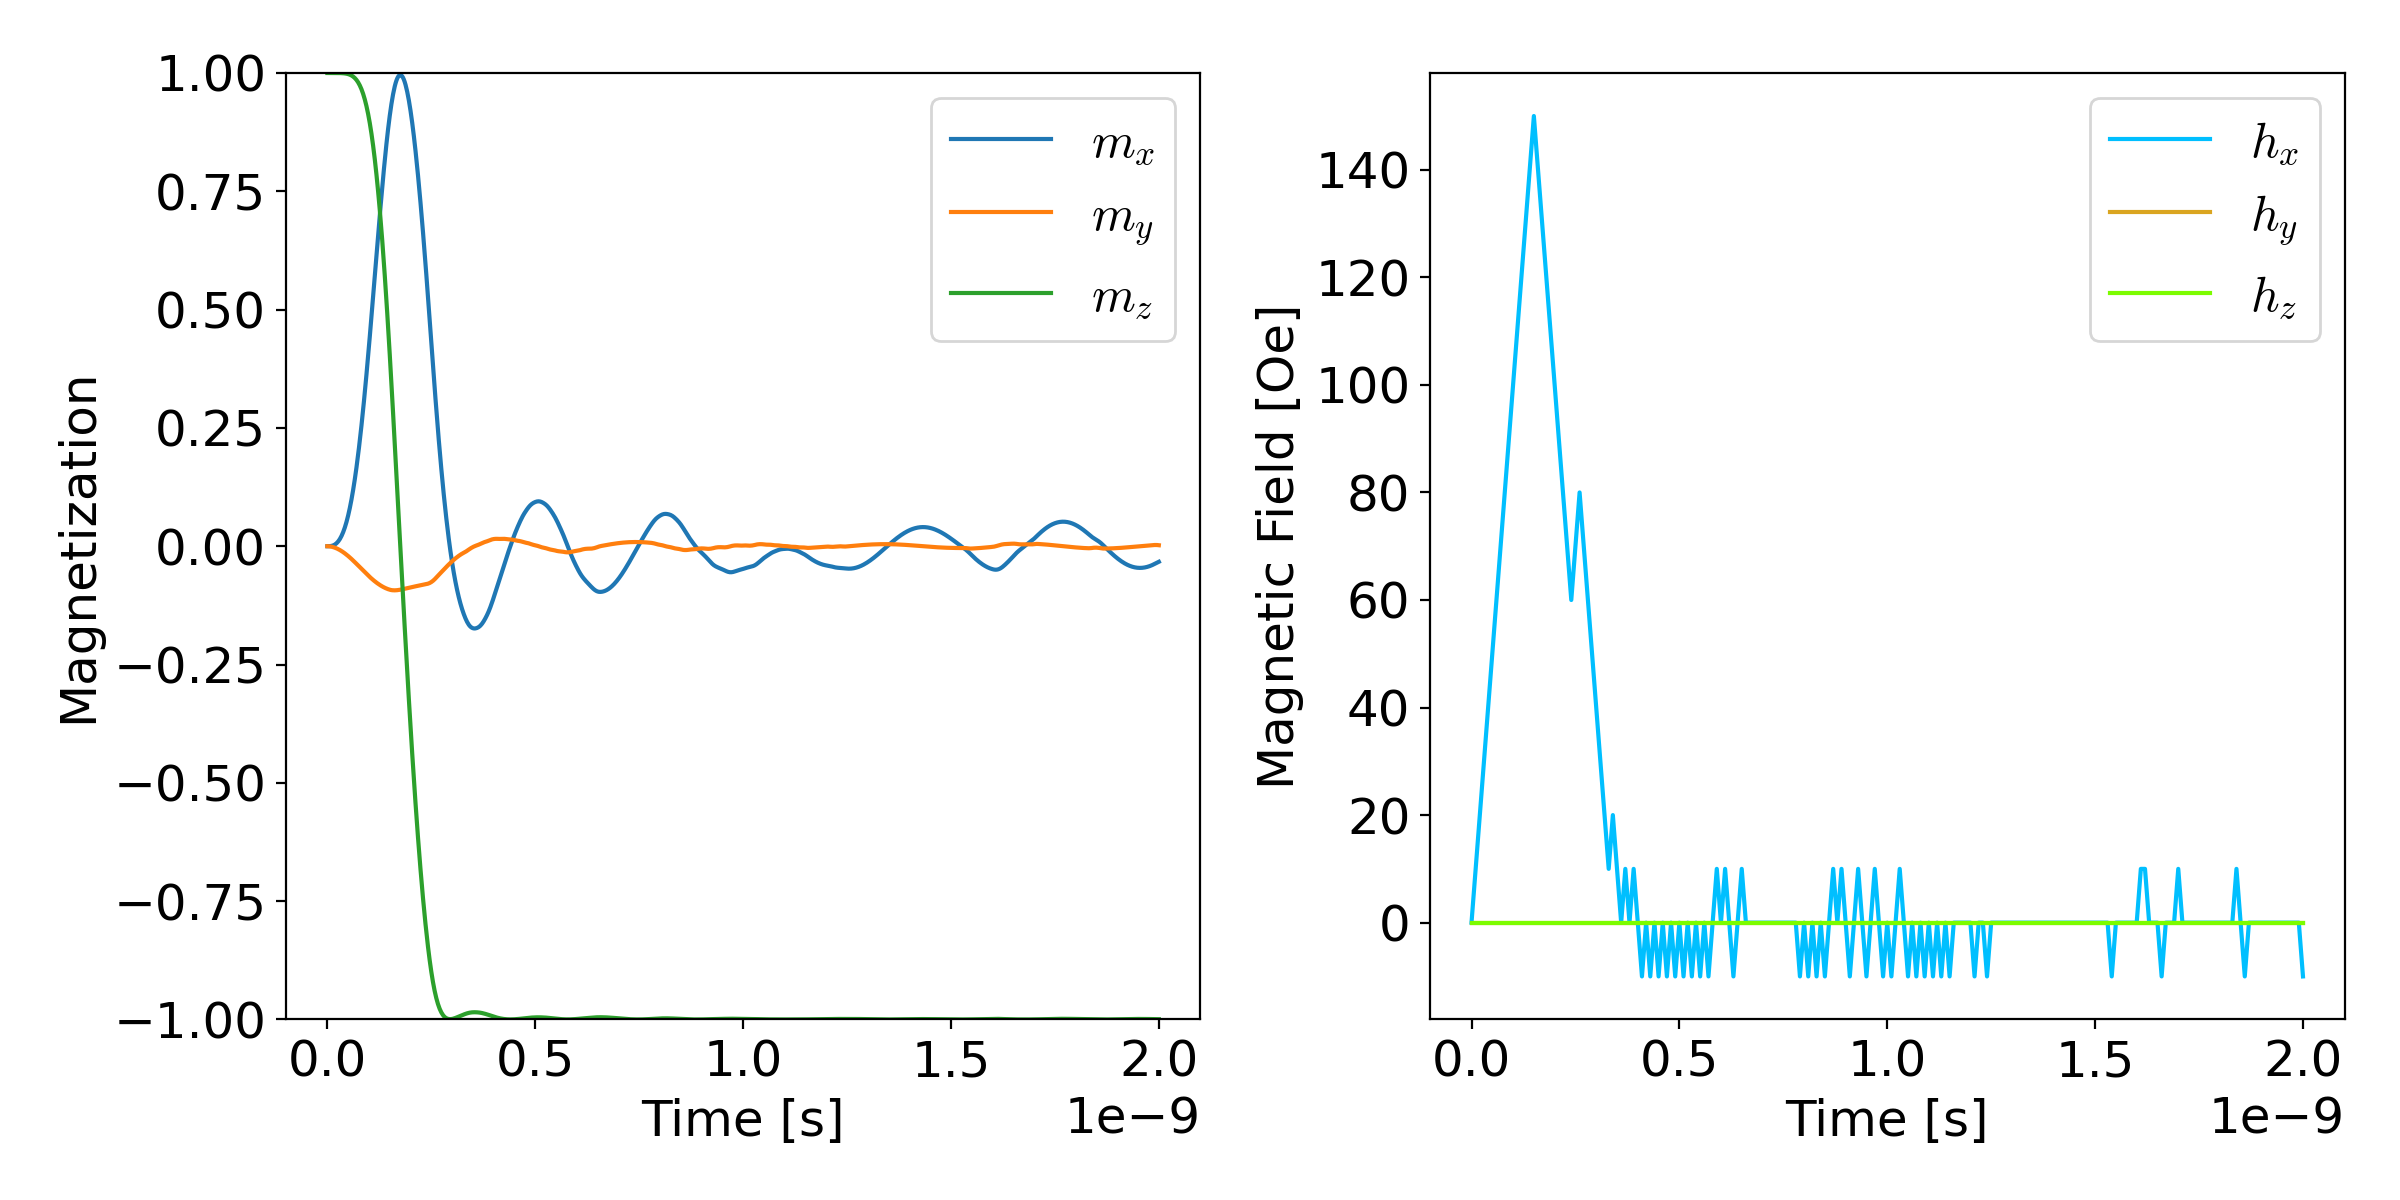 Magnetization
1.00
0.75
0.50
0.25
0.00
−0.25
−0.50
−0.75
−1.00
0.0 0.5 1.0 1.5 2.0
Time [s]
1e−9
m_x
m_y
m_z
Magnetic Field [Oe]
140
120
100
80
60
40
20
0
0.0 0.5 1.0 1.5 2.0
Time [s]
1e−9
h_x
h_y
h_z